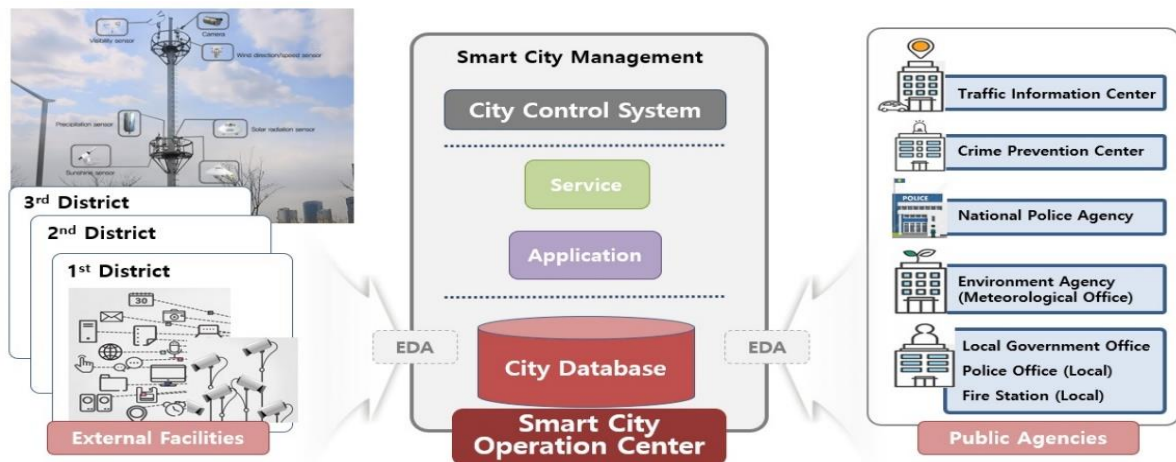 Visibility sensor
Camera
Wind direction/speed sensor
Precipitation sensor
Solar radiation sensor
Sunshine sensor
3rd District
2nd District
1st District
30
External Facilities
EDA
Smart City Management
City Control System
Service
Application
City Database
Smart City
Operation Center
EDA
Traffic Information Center
Crime Prevention Center
POLICE
National Police Agency
Environment Agency
(Meteorological Office)
Local Government Office
Police Office (Local)
Fire Station (Local)
Public Agencies